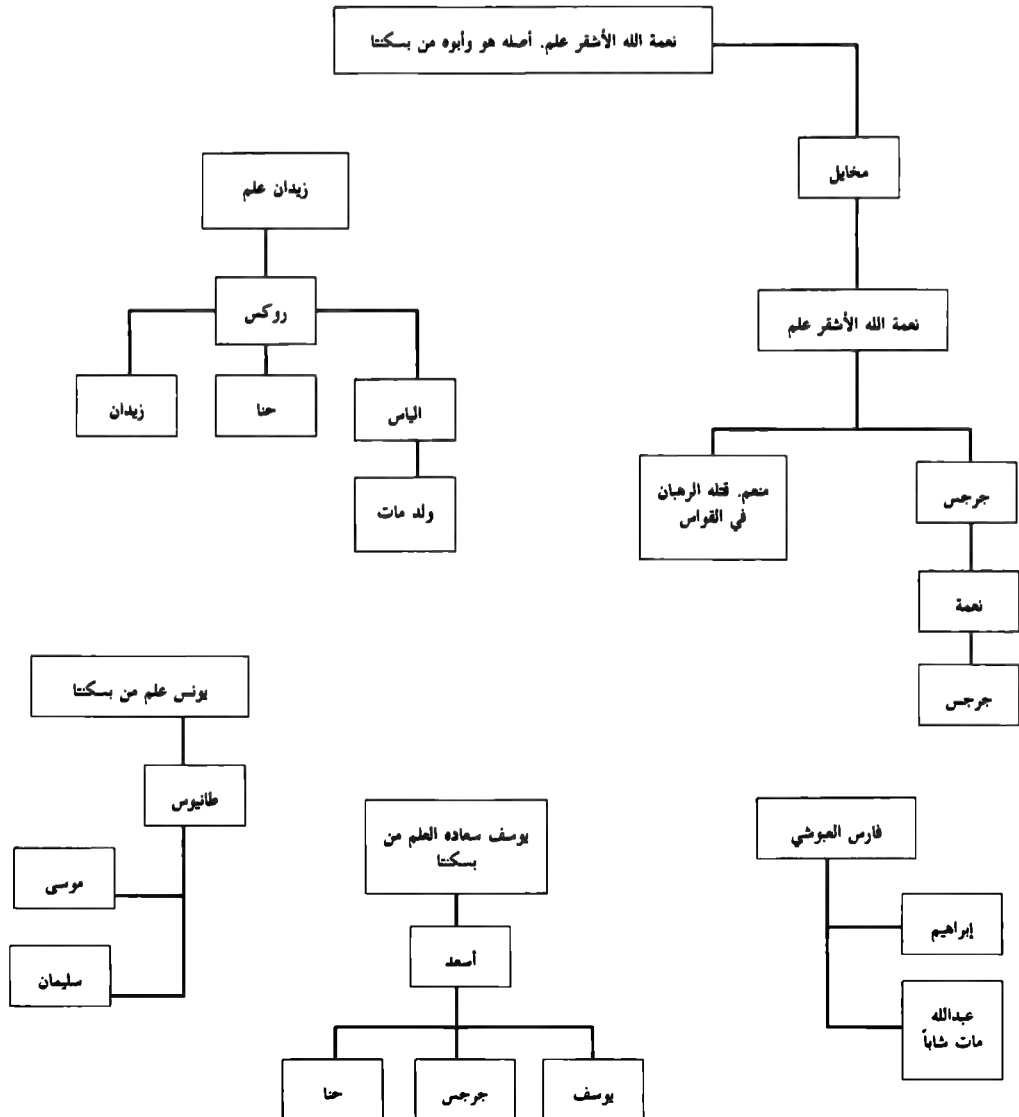 نعمة الله الأشقر علم. أصله هو وأبوه من بسكنتا
مخايل
نعمة الله الأشقر علم
جرجس
منعم. قتله الرهبان
في القواس
نعمة
جرجس
زيدان علم
روكس
الياس
حنا
زيدان
ولد مات
يونس علم من بسكنتا
طانيوس
موسى
سليمان
يوسف سعاده العلم من
بسكنتا
أسعد
يوسف
جرجس
حنا
فارس العبوشي
إبراهيم
عبدالله
مات شاباً